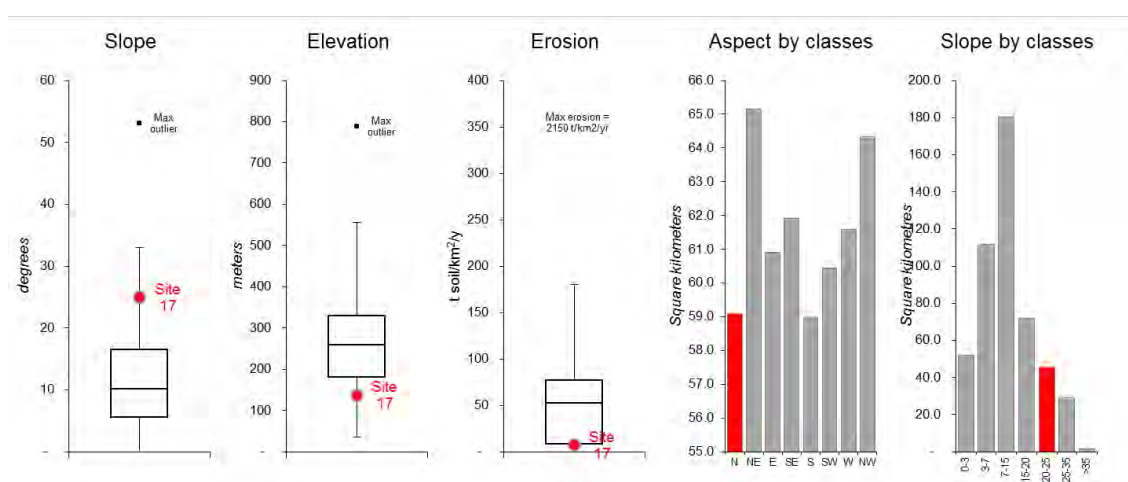 Slope
Elevation
Erosion
Aspect by classes
Slope by classes
60
50
40
30
20
10
-
degrees
Max
outlier
Site
17
900
800
700
600
500
400
300
200
100
-
meters
Max
outlier
Site
17
400
350
300
250
200
150
100
50
-
t soil/km²/y
Max erosion =
2150 t/km2/yr
Site
17
66.0
65.0
64.0
63.0
62.0
61.0
60.0
59.0
58.0
57.0
56.0
55.0
Square kilometers
N NE E SE S SW W NW
200.0
180.0
160.0
140.0
120.0
100.0
80.0
60.0
40.0
20.0
-
Square kilometres
0-3
3-7
7-15
15-20
20-25
25-35
>35